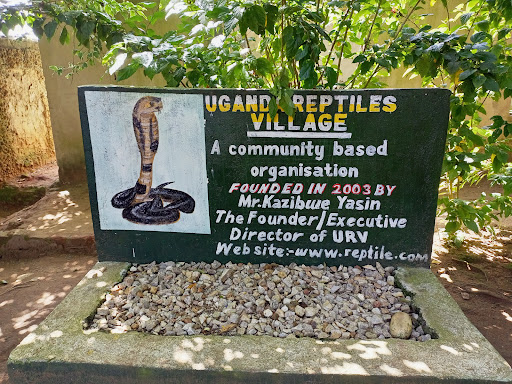 UGANDA REPTILES
VILLAGE
A community based
organisation
FOUNDED IN 2003 BY
Mr. Kazibwe Yasin
The Founder/Executive
Director of URV
Website:-www.reptile.com